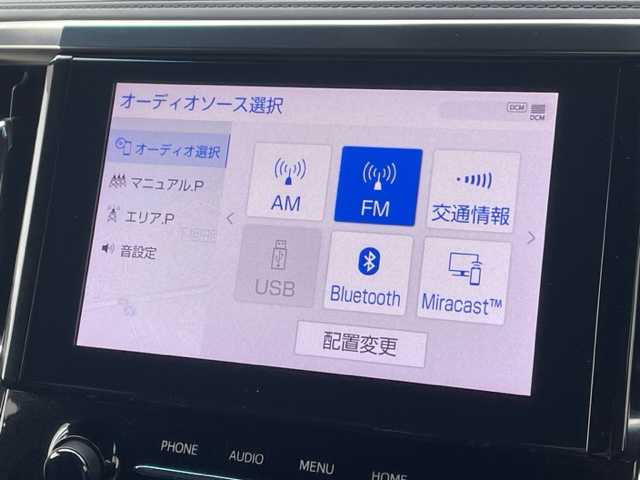 オーディオソース選択
DCM
DCM
オーディオ選択
マニュアル.P
エリア.P
音設定
AM
FM
交通情報
USB
Bluetooth
Miracast™
配置変更
PHONE
AUDIO
MENU
HOME